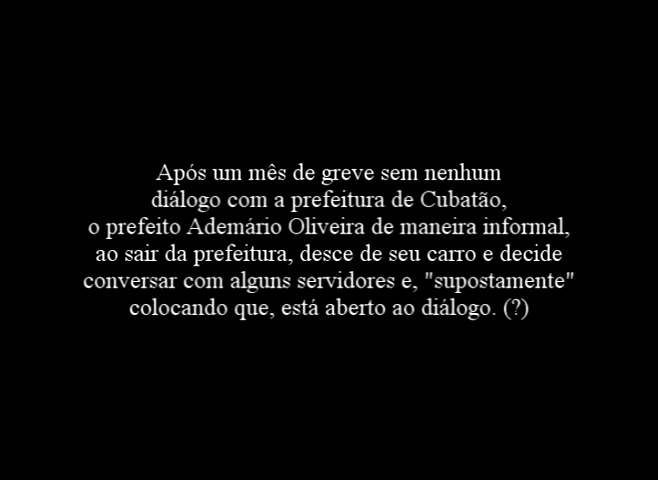 Após um mês de greve sem nenhum
diálogo com a prefeitura de Cubatão,
o prefeito Ademário Oliveira de maneira informal,
ao sair da prefeitura, desce de seu carro e decide
conversar com alguns servidores e, "supostamente"
colocando que, está aberto ao diálogo. (?)